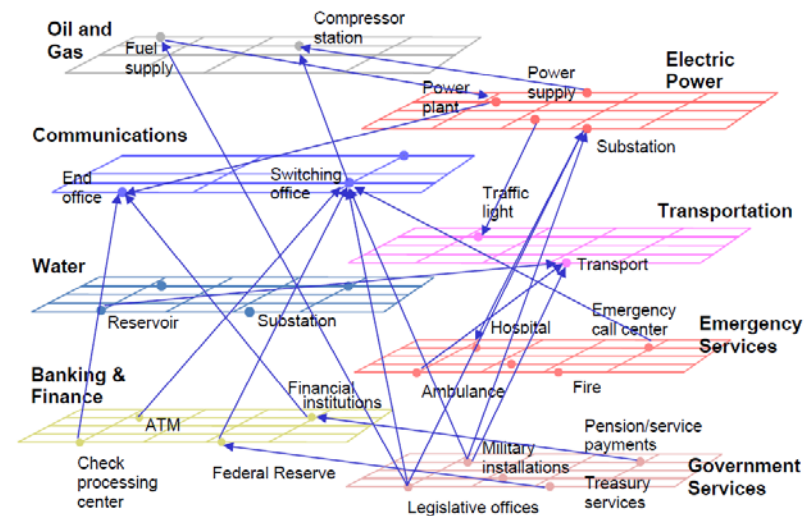 Oil and
Gas
Fuel
supply
Compressor
station
Electric
Power
Power
plant
Power
supply
Substation
Communications
End
office
Switching
office
Traffic
light
Transportation
Transport
Water
Reservoir
Substation
Hospital
Emergency
call center
Emergency
Services
Ambulance
Fire
Banking &
Finance
ATM
Financial
institutions
Check
processing
center
Federal Reserve
Military
installations
Pension/service
payments
Government
Services
Legislative offices
Treasury
services